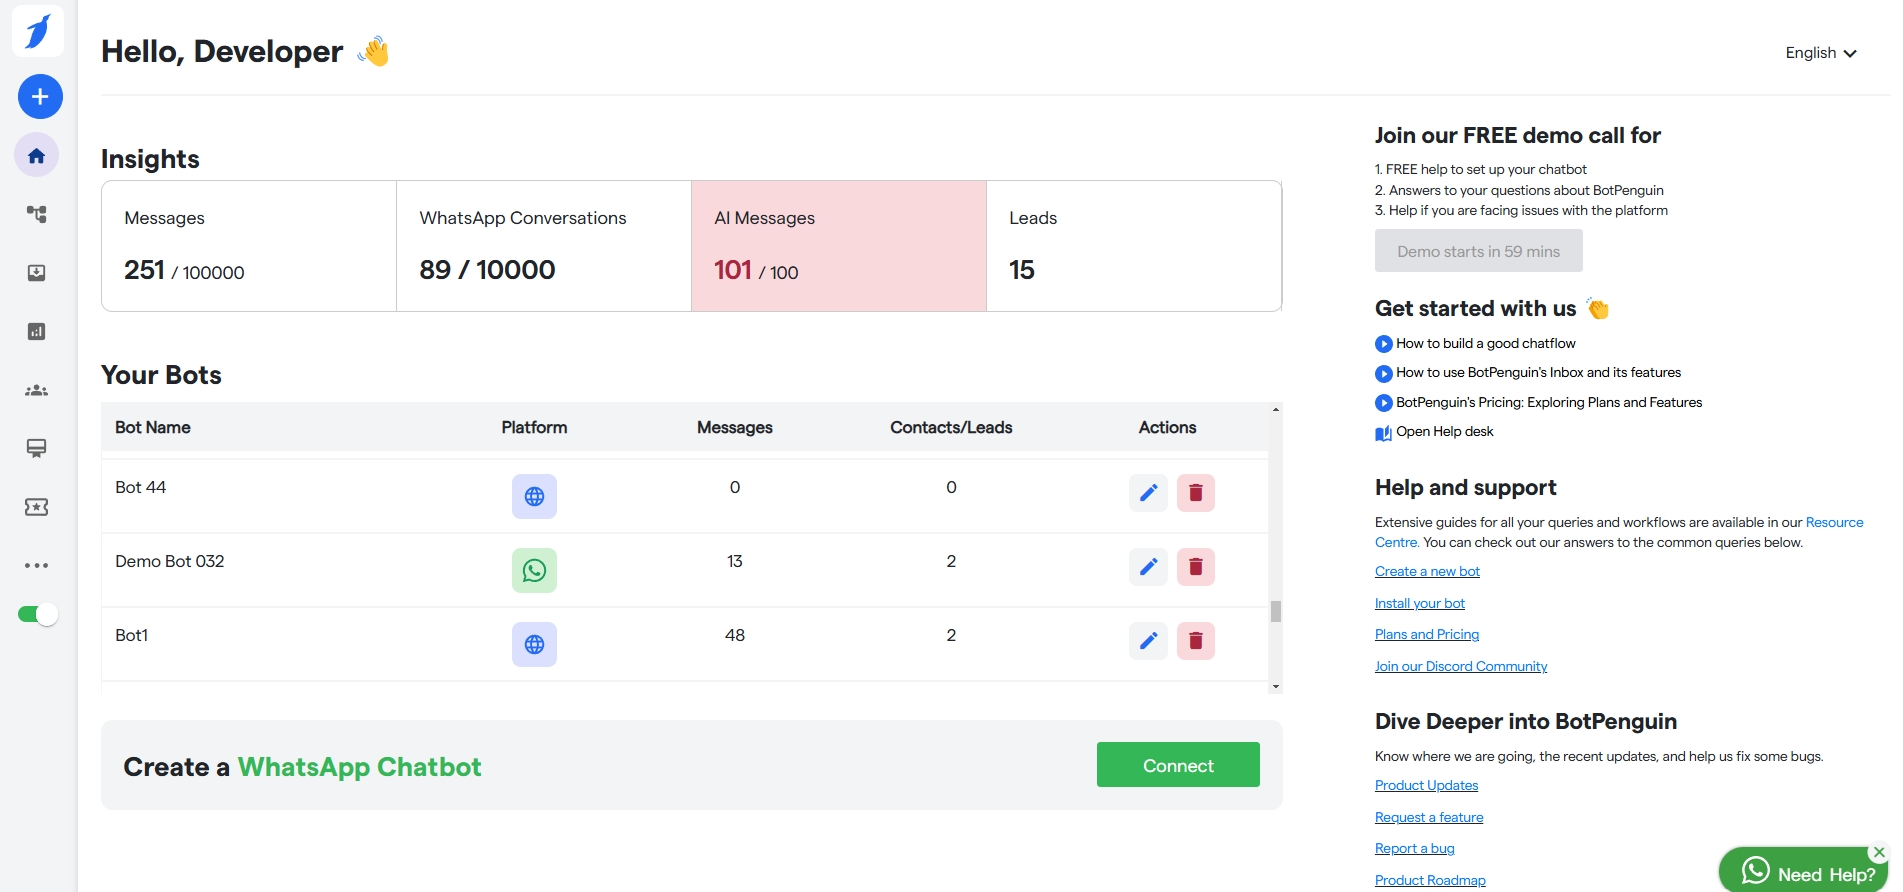 Hello, Developer
English
Insights
Messages
251 / 100000
WhatsApp Conversations
89 / 10000
AI Messages
101 / 100
Leads
15
Your Bots
Bot Name Platform Messages Contacts/Leads Actions
Bot 44 0 0
Demo Bot 032 13 2
Bot1 48 2
Create a WhatsApp Chatbot
Connect
Join our FREE demo call for
1. FREE help to set up your chatbot
2. Answers to your questions about BotPenguin
3. Help if you are facing issues with the platform
Demo starts in 59 mins
Get started with us
How to build a good chatflow
How to use BotPenguin's Inbox and its features
BotPenguin's Pricing: Exploring Plans and Features
Open Help desk
Help and support
Extensive guides for all your queries and workflows are available in our Resource
Centre. You can check out our answers to the common queries below.
Create a new bot
Install your bot
Plans and Pricing
Join our Discord Community
Dive Deeper into BotPenguin
Know where we are going, the recent updates, and help us fix some bugs.
Product Updates
Request a feature
Report a bug
Product Roadmap
Need Help?